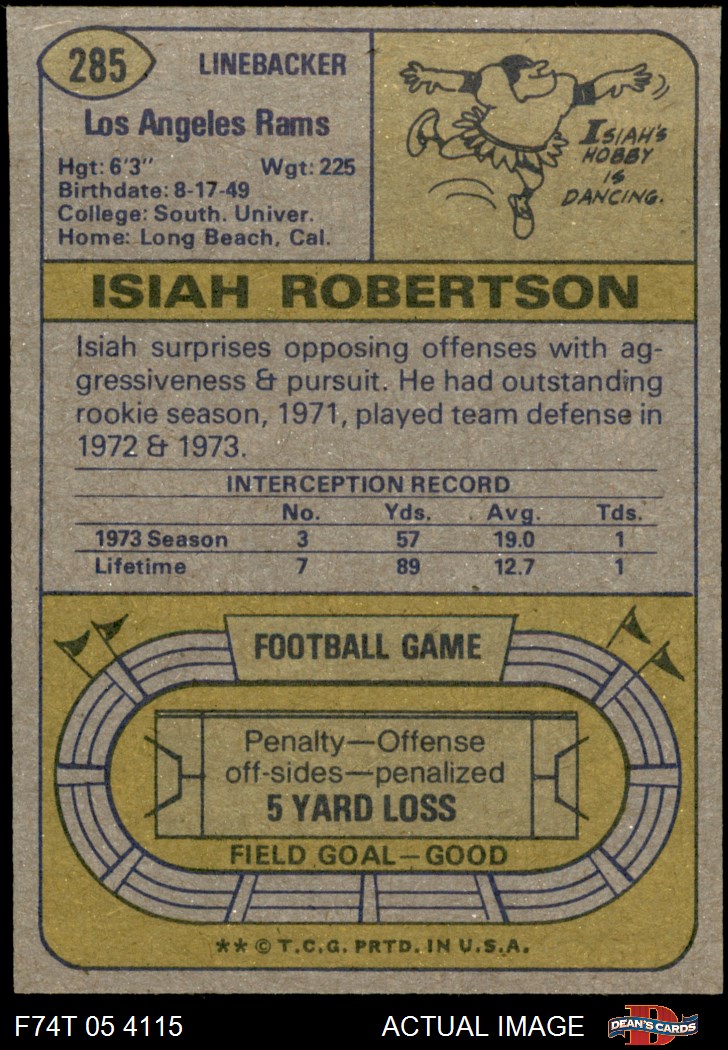 285
LINEBACKER
Los Angeles Rams
Hgt: 6'3" Wgt: 225
Birthdate: 8-17-49
College: South. Univer.
Home: Long Beach, Cal.
ISIAH'S
HOBBY
IS
DANCING.
ISIAH ROBERTSON
Isiah surprises opposing offenses with ag-
gressiveness & pursuit. He had outstanding
rookie season, 1971, played team defense in
1972 & 1973.
INTERCEPTION RECORD
No. Yds. Avg. Tds.
1973 Season 3 57 19.0 1
Lifetime 7 89 12.7 1
FOOTBALL GAME
Penalty—Offense
off-sides—penalized
5 YARD LOSS
FIELD GOAL—GOOD
** © T.C.G. PRTD. IN U.S.A.
F74T 05 4115 ACTUAL IMAGE
D
DEAN'S CARDS